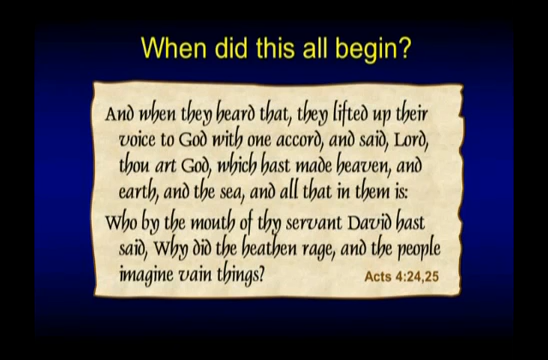 When did this all begin?
And when they heard that, they lifted up their
voice to God with one accord, and said, Lord,
thou art God, which hast made heaven, and
earth, and the sea, and all that in them is:
Who by the mouth of thy servant David hast
said, Why did the heathen rage, and the people
imagine vain things?
Acts 4:24,25